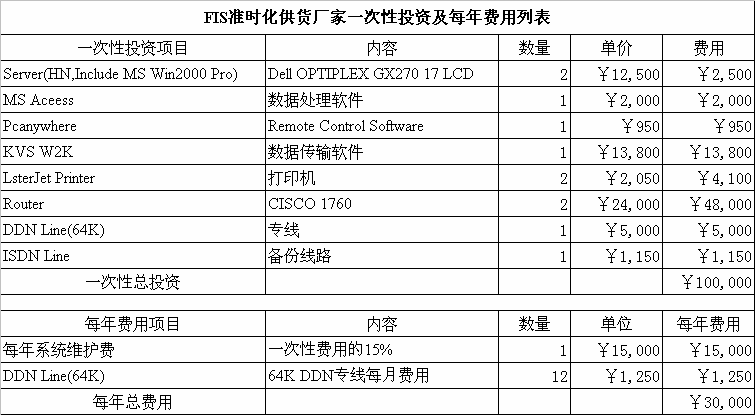 FIS准时化供货厂家一次性投资及每年费用列表
一次性投资项目 内容 数量 单价 费用
Server(HN,Include MS Win2000 Pro) Dell OPTIPLEX GX270 17 LCD 2 ￥12,500 ￥2,500
MS Aceess 数据处理软件 1 ￥2,000 ￥2,000
Pcanywhere Remote Control Software 1 ￥950 ￥950
KVS W2K 数据传输软件 1 ￥13,800 ￥13,800
LsterJet Printer 打印机 2 ￥2,050 ￥4,100
Router CISCO 1760 2 ￥24,000 ￥48,000
DDN Line(64K) 专线 1 ￥5,000 ￥5,000
ISDN Line 备份线路 1 ￥1,150 ￥1,150
一次性总投资 ￥100,000
每年费用项目 内容 数量 单位 每年费用
每年系统维护费 一次性费用的15% 1 ￥15,000 ￥15,000
DDN Line(64K) 64K DDN专线每月费用 12 ￥1,250 ￥1,250
每年总费用 ￥30,000